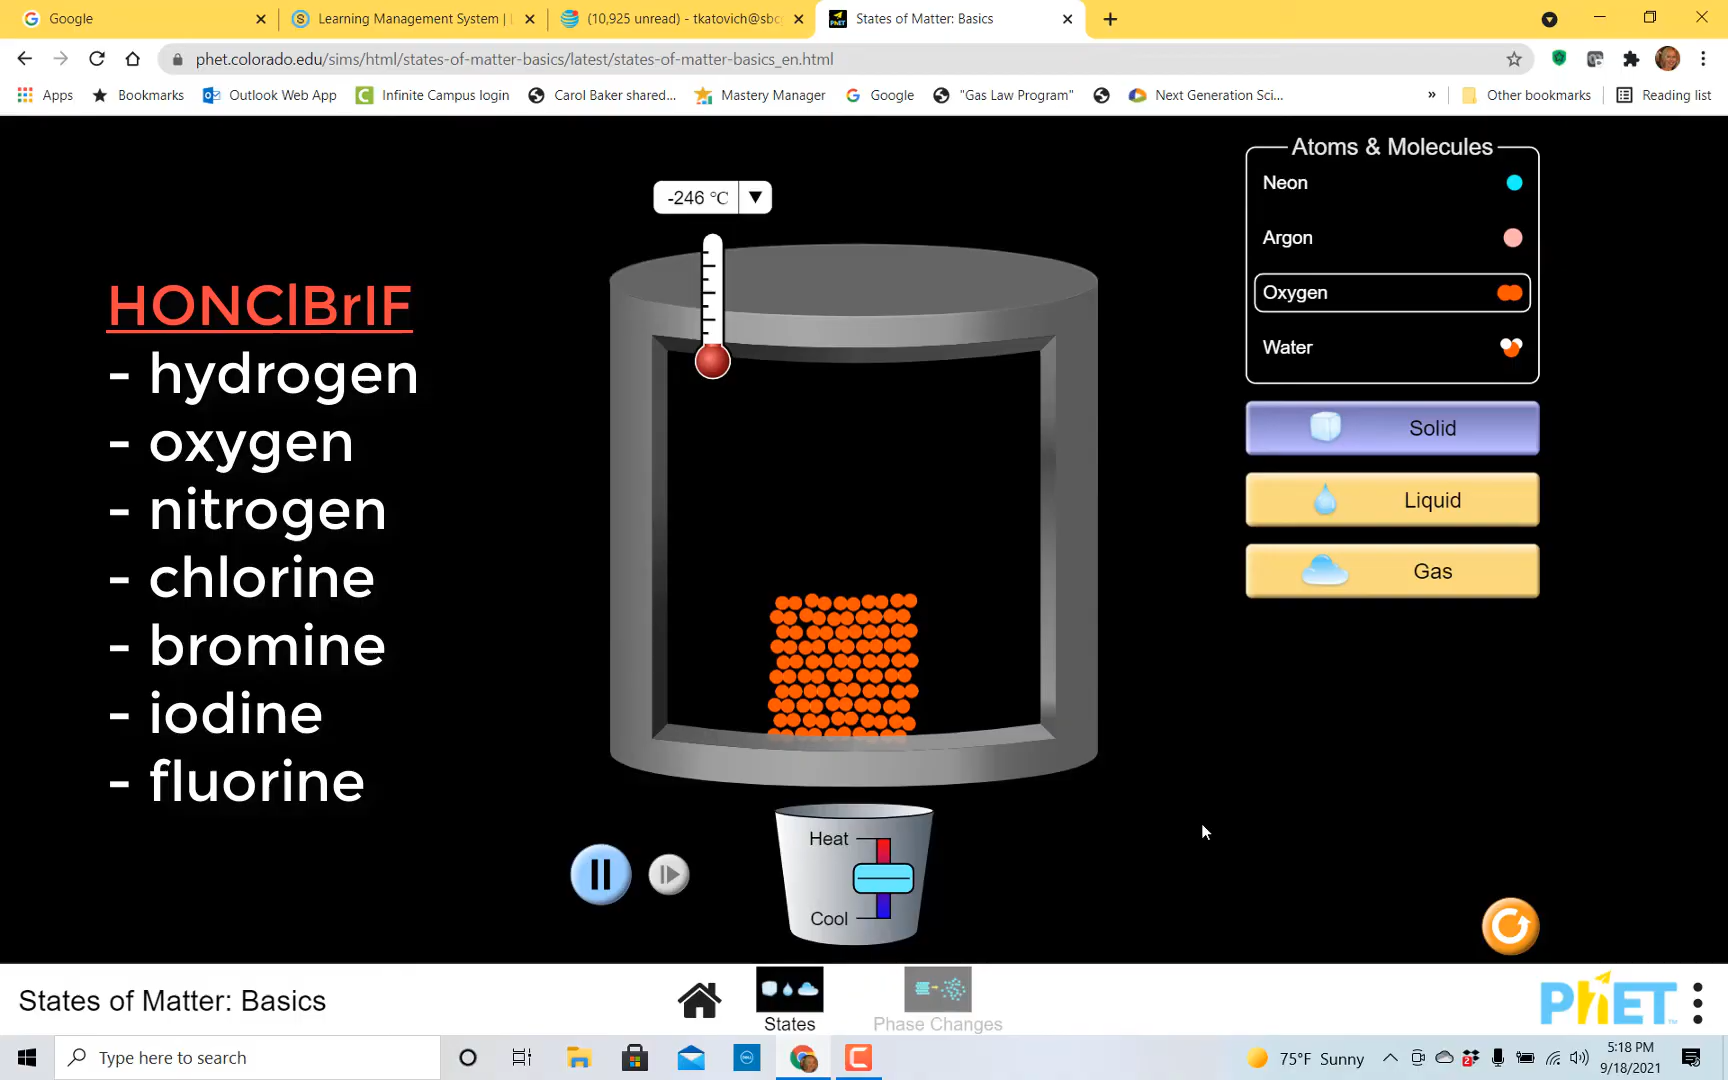 Google
Learning Management System |
(10,925 unread) - tkatovich@sbc
States of Matter: Basics
phet.colorado.edu/sims/html/states-of-matter-basics/latest/states-of-matter-basics_en.html
Apps
Bookmarks
Outlook Web App
Infinite Campus login
Carol Baker shared...
Mastery Manager
Google
"Gas Law Program"
Next Generation Sci...
»
Other bookmarks
Reading list
-246 °C
HONClBrIF
- hydrogen
- oxygen
- nitrogen
- chlorine
- bromine
- iodine
- fluorine
Atoms & Molecules
Neon
Argon
Oxygen
Water
Solid
Liquid
Gas
Heat
Cool
States of Matter: Basics
States
Phase Changes
PhET
Type here to search
75°F Sunny
5:18 PM
9/18/2021